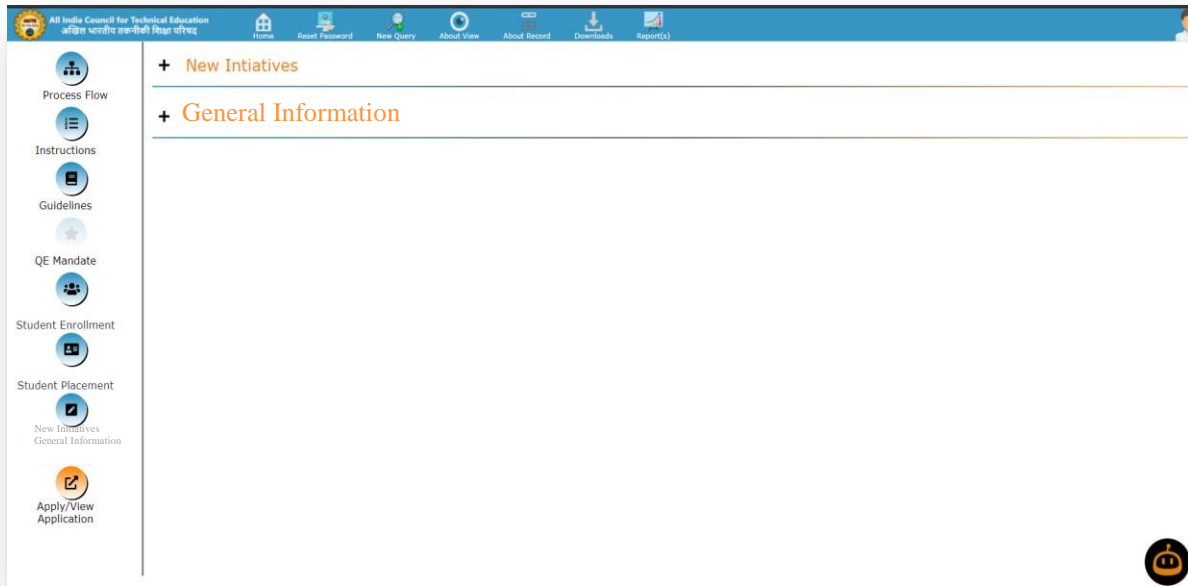 All India Council for Technical Education
अखिल भारतीय तकनीकी शिक्षा परिषद
Home
Reset Password
New Query
About View
About Record
Downloads
Report(s)
Process Flow
Instructions
Guidelines
QE Mandate
Student Enrollment
Student Placement
New Initiatives
General Information
Apply/View
Application
+ New Intiatives
+ General Information